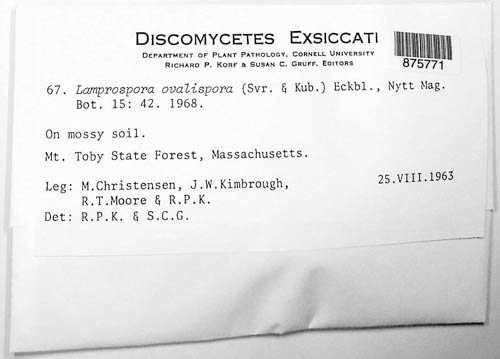 DISCOMYCETES EXSICCATI
DEPARTMENT OF PLANT PATHOLOGY, CORNELL UNIVERSITY
RICHARD P. KORF & SUSAN C. GRUFF, EDITORS
875771
67. Lamprospora ovalispora (Svr. & Kub.) Eckbl., Nytt Mag.
Bot. 15: 42. 1968.
On mossy soil.
Mt. Toby State Forest, Massachusetts.
Leg: M.Christensen, J.W.Kimbrough, 25.VIII.1963
R.T.Moore & R.P.K.
Det: R.P.K. & S.C.G.